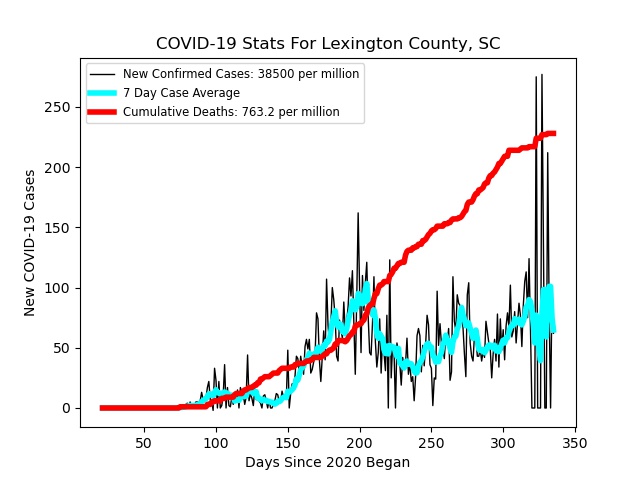 COVID-19 Stats For Lexington County, SC
New Confirmed Cases: 38500 per million
7 Day Case Average
Cumulative Deaths: 763.2 per million
New COVID-19 Cases
250
200
150
100
50
0
50 100 150 200 250 300 350
Days Since 2020 Began